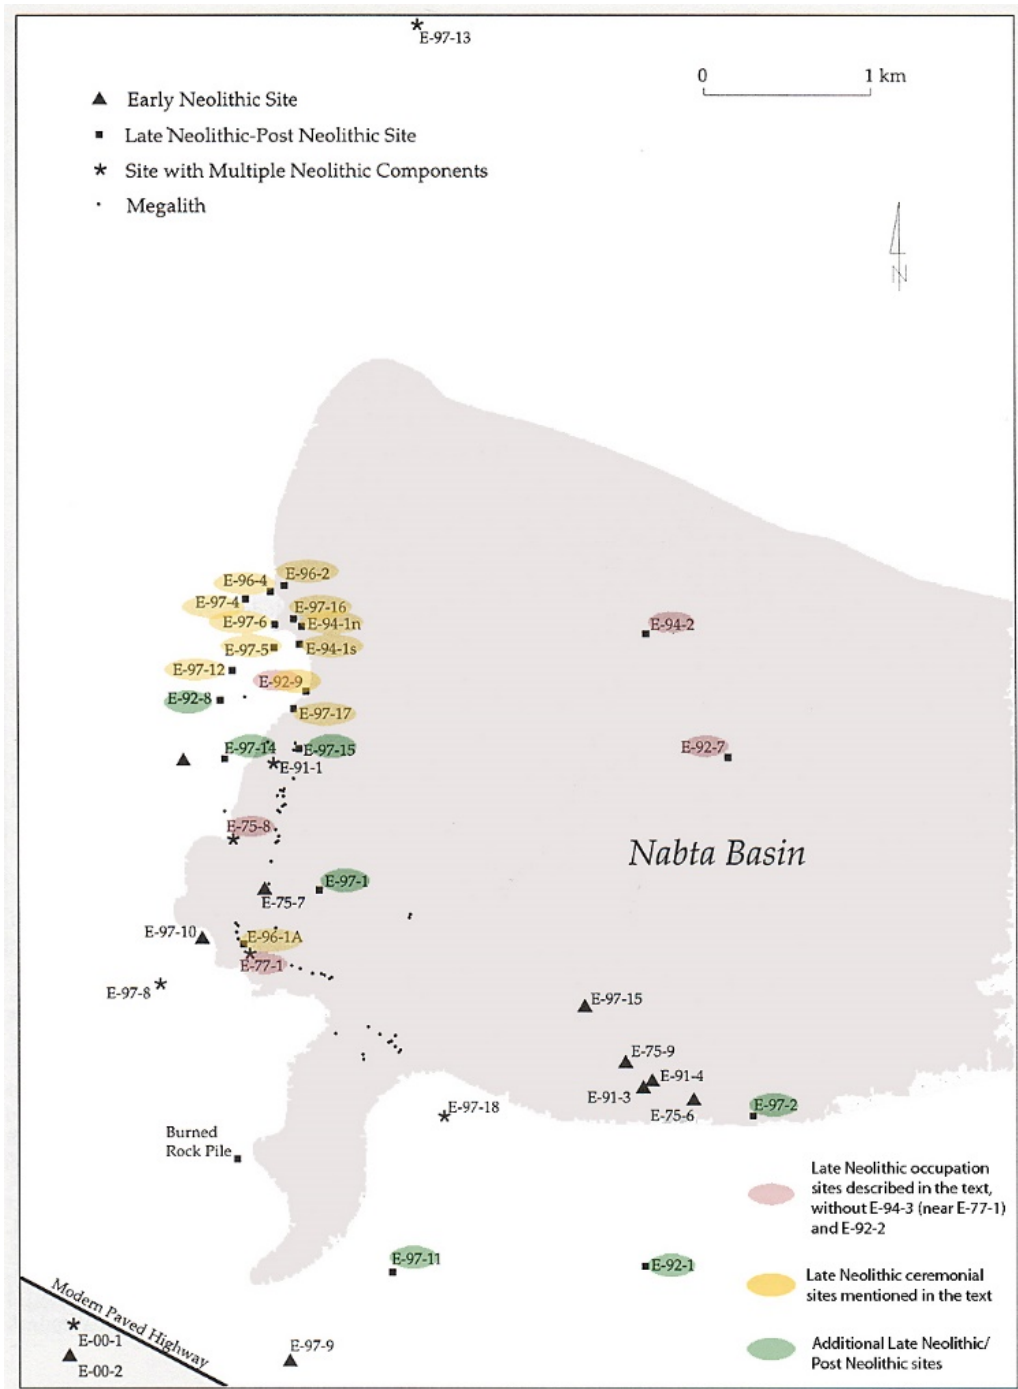 E-97-13
0 1 km
Early Neolithic Site
Late Neolithic-Post Neolithic Site
Site with Multiple Neolithic Components
Megalith
N
E-96-2
E-96-4
E-97-4
E-97-16
E-97-6
E-94-1n
E-94-2
E-97-5
E-94-1s
E-97-12
E-92-9
E-92-8
E-97-17
E-97-14
E-97-15
E-92-7
E-91-1
E-75-8
Nabta Basin
E-97-1
E-75-7
E-97-10
E-96-1A
E-77-1
E-97-8
E-97-15
E-75-9
E-91-4
E-91-3
E-75-6
E-97-2
E-97-18
Burned
Rock Pile
Late Neolithic occupation
sites described in the text,
without E-94-3 (near E-77-1)
and E-92-2
E-97-11
E-92-1
Late Neolithic ceremonial
sites mentioned in the text
Modern Paved Highway
E-00-1
E-00-2
E-97-9
Additional Late Neolithic/
Post Neolithic sites